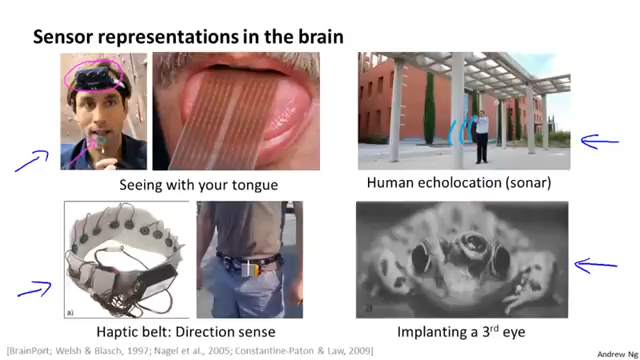 Sensor representations in the brain
Seeing with your tongue
Human echolocation (sonar)
a)
Haptic belt: Direction sense
Implanting a 3rd eye
[BrainPort; Welsh & Blasch, 1997; Nagel et al., 2005; Constantine-Paton & Law, 2009]
Andrew Ng